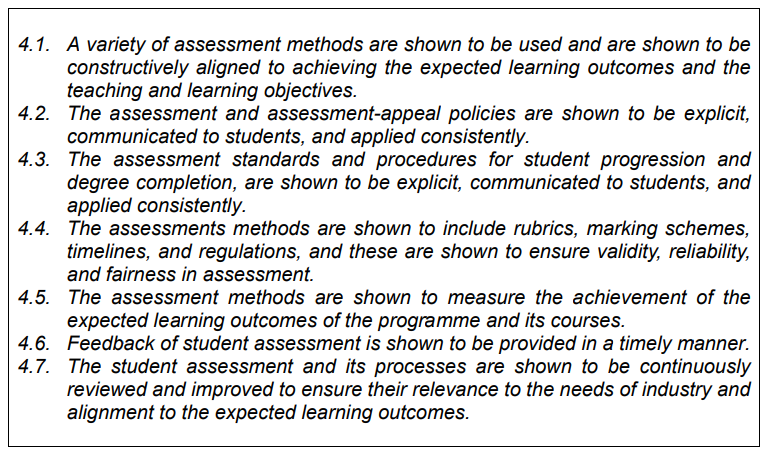 4.1. A variety of assessment methods are shown to be used and are shown to be
constructively aligned to achieving the expected learning outcomes and the
teaching and learning objectives.
4.2. The assessment and assessment-appeal policies are shown to be explicit,
communicated to students, and applied consistently.
4.3. The assessment standards and procedures for student progression and
degree completion, are shown to be explicit, communicated to students, and
applied consistently.
4.4. The assessments methods are shown to include rubrics, marking schemes,
timelines, and regulations, and these are shown to ensure validity, reliability,
and fairness in assessment.
4.5. The assessment methods are shown to measure the achievement of the
expected learning outcomes of the programme and its courses.
4.6. Feedback of student assessment is shown to be provided in a timely manner.
4.7. The student assessment and its processes are shown to be continuously
reviewed and improved to ensure their relevance to the needs of industry and
alignment to the expected learning outcomes.